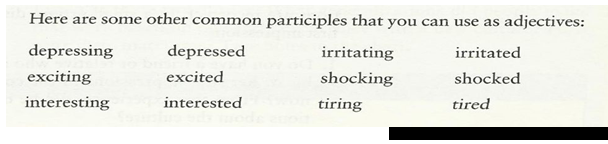 Here are some other common participles that you can use as adjectives:
depressing depressed irritating irritated
exciting excited shocking shocked
interesting interested tiring tired